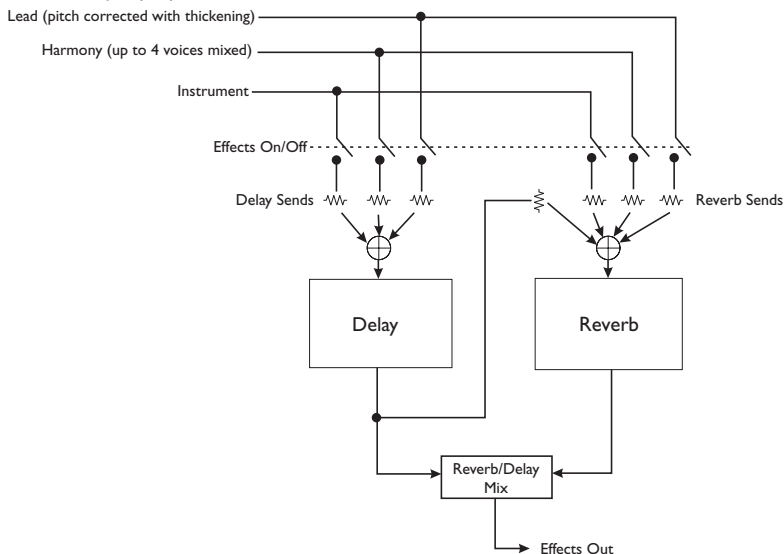 Lead (pitch corrected with thickening)
Harmony (up to 4 voices mixed)
Instrument
Effects On/Off
Delay Sends
Reverb Sends
Delay
Reverb
Reverb/Delay
Mix
Effects Out